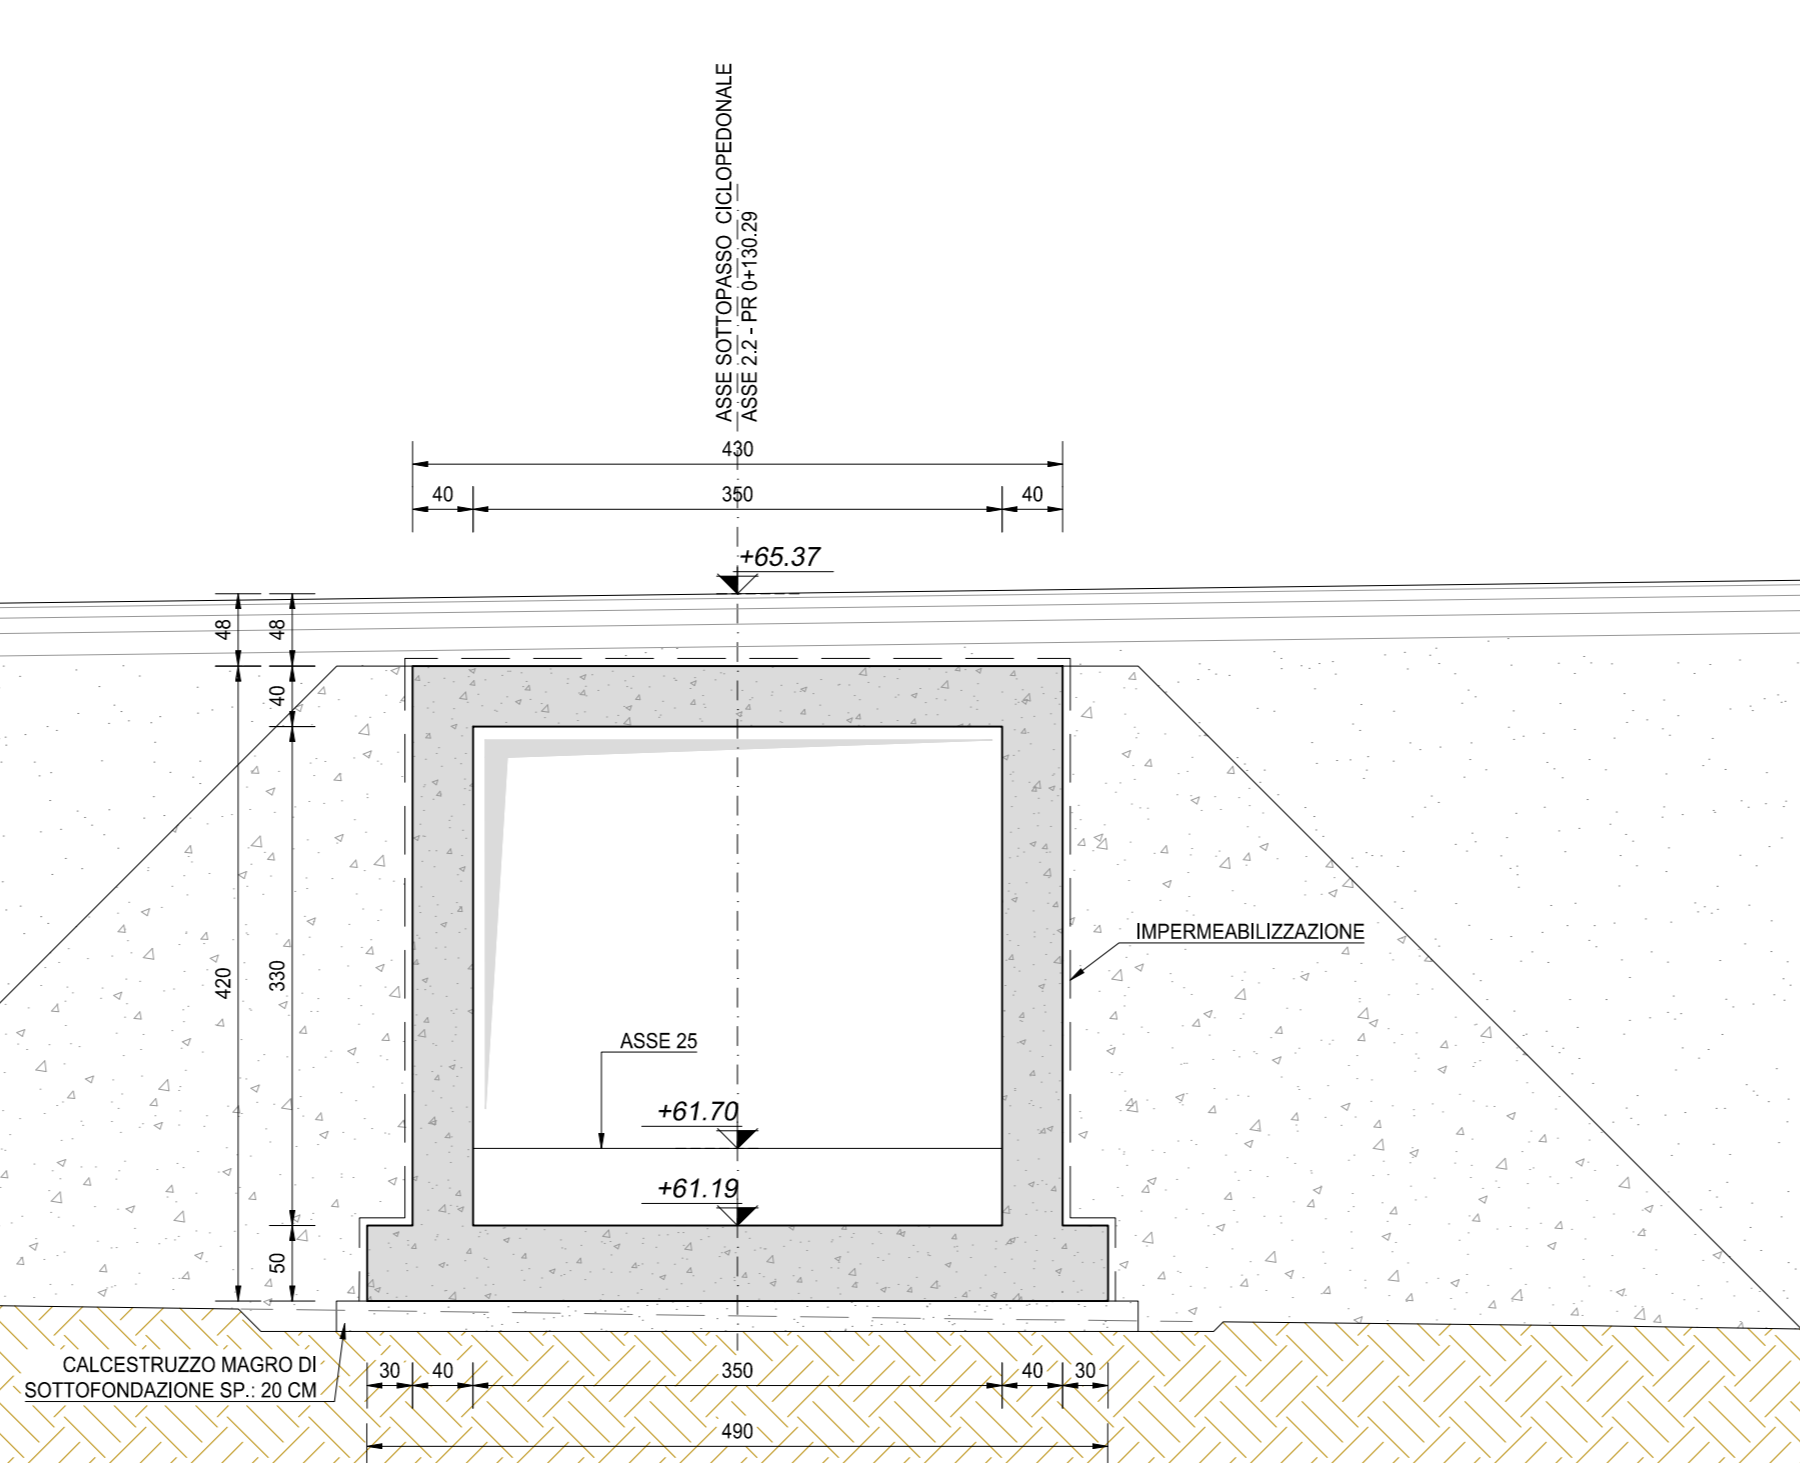 ASSE SOTTOPASSO CICLOPEDONALE
ASSE 2.2 - PR 0+130.29
430
40 350 40
+65.37
48 48
40
420 330
IMPERMEABILIZZAZIONE
ASSE 25
+61.70
+61.19
50
CALCESTRUZZO MAGRO DI
SOTTOFONDAZIONE SP.: 20 CM
30 40 350 40 30
490